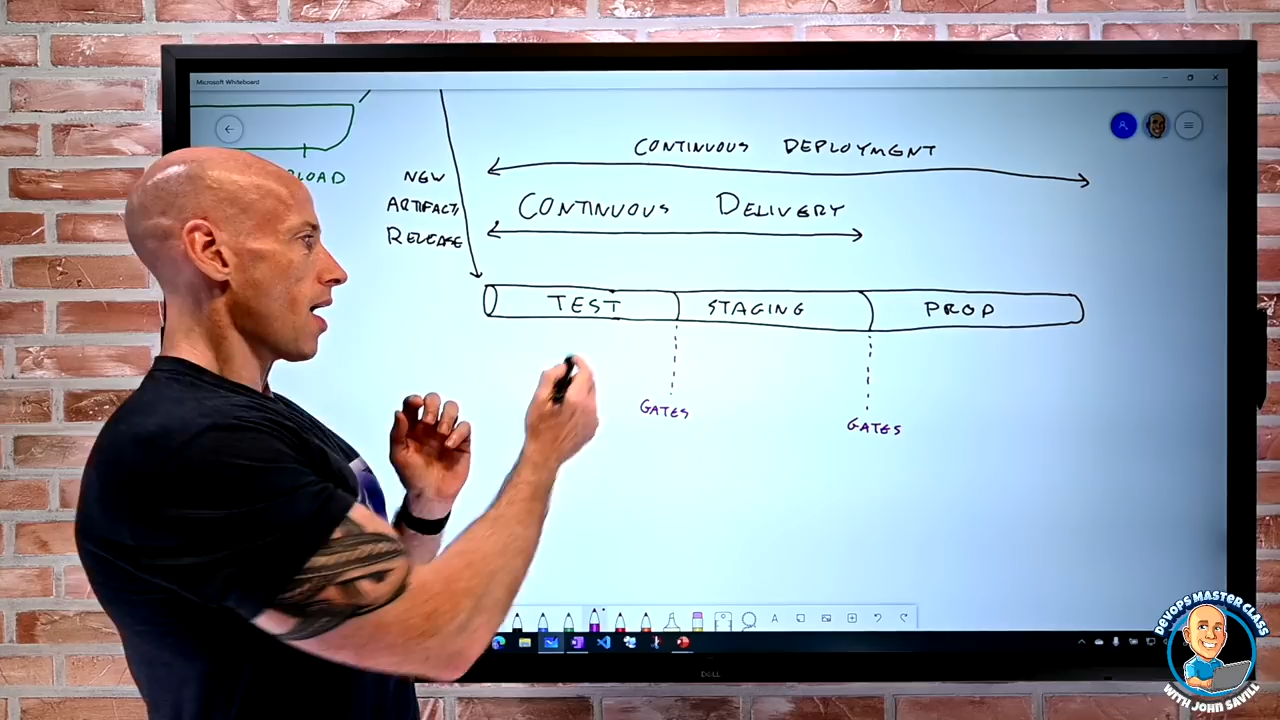 Microsoft Whiteboard
CONTINUOUS DEPLOYMENT
LOAD
NEW
ARTIFACT/
RELEASE
CONTINUOUS DELIVERY
TEST
STAGING
PROD
GATES
GATES
DELL
DEVOPS MASTER CLASS
WITH JOHN SAVILL